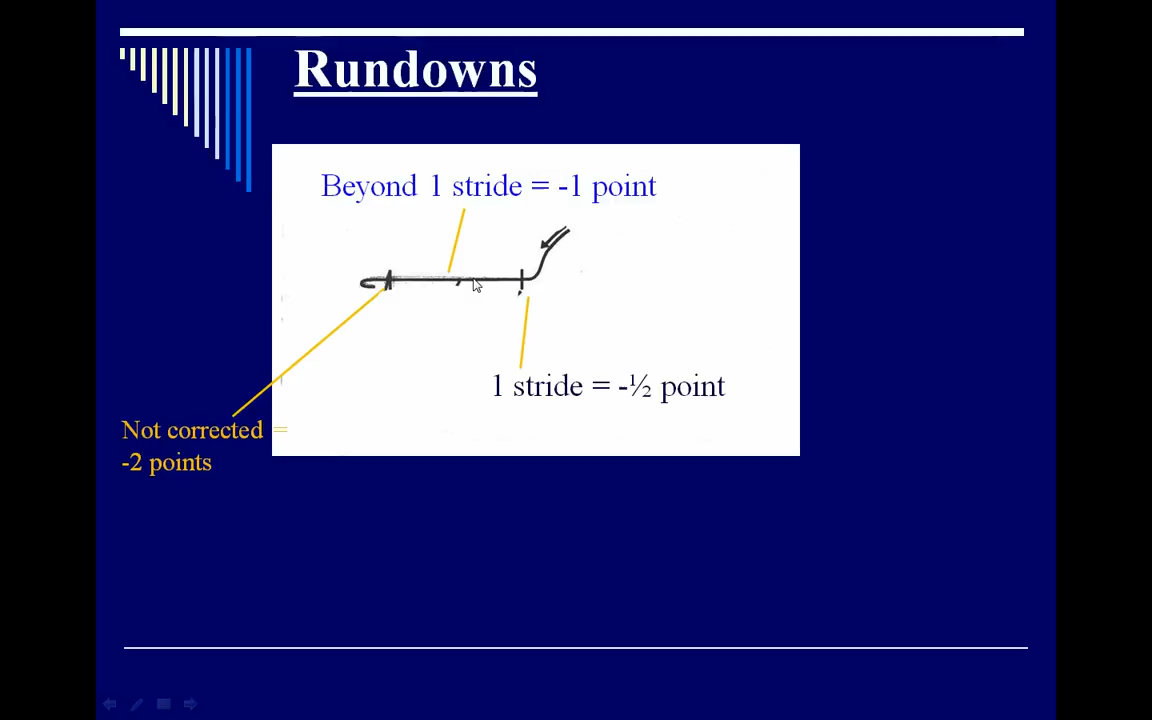 Rundowns
Beyond 1 stride = -1 point
1 stride = -½ point
Not corrected =
-2 points